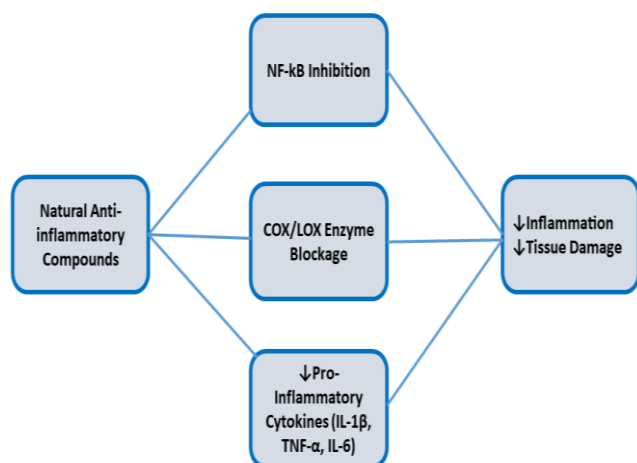 NF-kB Inhibition
Natural Anti-
inflammatory
Compounds
COX/LOX Enzyme
Blockage
↓Inflammation
↓Tissue Damage
↓Pro-
Inflammatory
Cytokines (IL-1β,
TNF-α, IL-6)